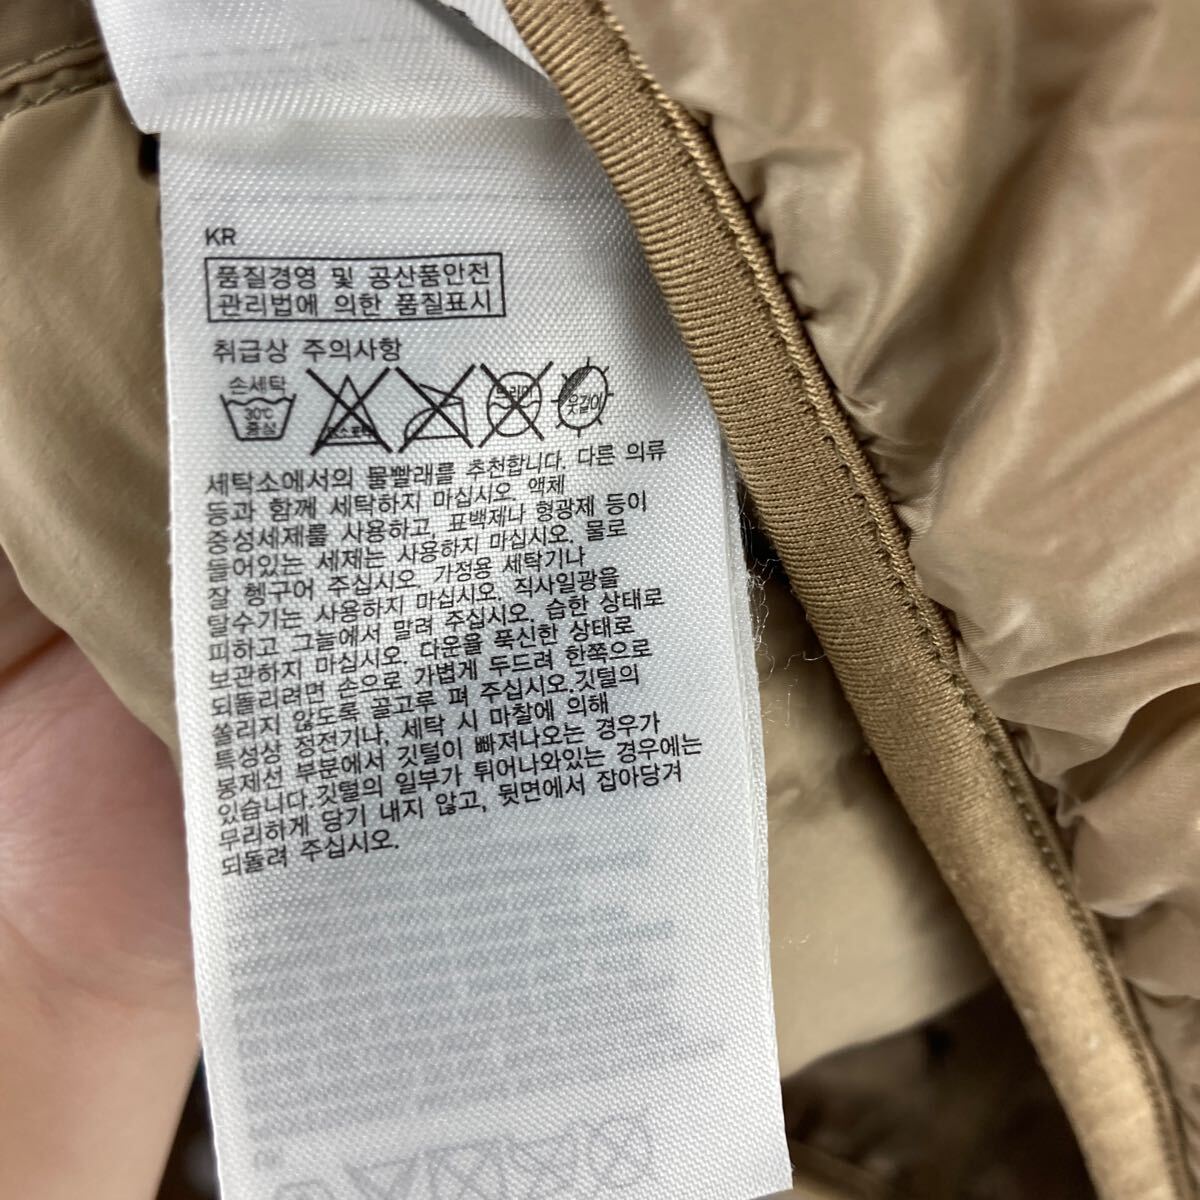 KR
품질경영 및 공산품안전
관리법에 의한 품질표시
취급상 주의사항
손세탁
30℃
중성
드라이
옷걸이
세탁소에서의 물빨래를 추천합니다. 다른 의류
등과 함께 세탁하지 마십시오. 액체
중성세제를 사용하고, 표백제나 형광제 등이
들어있는 세제는 사용하지 마십시오. 물로
잘 헹구어 주십시오. 가정용 세탁기나
탈수기는 사용하지 마십시오. 직사일광을
피하고 그늘에서 말려 주십시오. 습한 상태로
보관하지 마십시오. 다운을 푹신한 상태로
되돌리려면 손으로 가볍게 두드려 한쪽으로
쏠리지 않도록 골고루 펴 주십시오.깃털의
특성상 정전기나, 세탁 시 마찰에 의해
봉제선 부분에서 깃털이 빠져나오는 경우가
있습니다.깃털의 일부가 튀어나와있는 경우에는
무리하게 당기 내지 않고, 뒷면에서 잡아당겨
되돌려 주십시오.